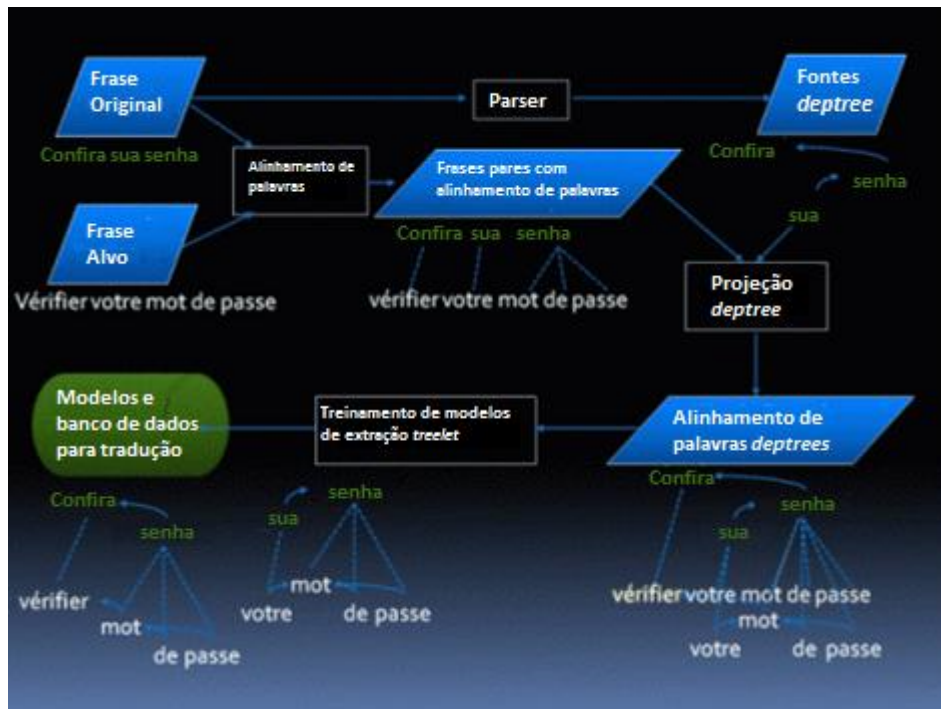 Frase
Original
Parser
Fontes
deptree
Confira sua senha
Alinhamento de
palavras
Frases pares com
alinhamento de palavras
Confira
senha
sua
Frase
Alvo
Confira sua senha
Vérifier votre mot de passe
vérifier votre mot de passe
Projeção
deptree
Modelos e
banco de dados
para tradução
Treinamento de modelos
de extração treelet
Alinhamento de
palavras deptrees
Confira
senha
vérifier
mot
de passe
senha
sua
mot
votre
de passe
Confira
senha
sua
vérifier votre mot de passe
mot
votre
de passe